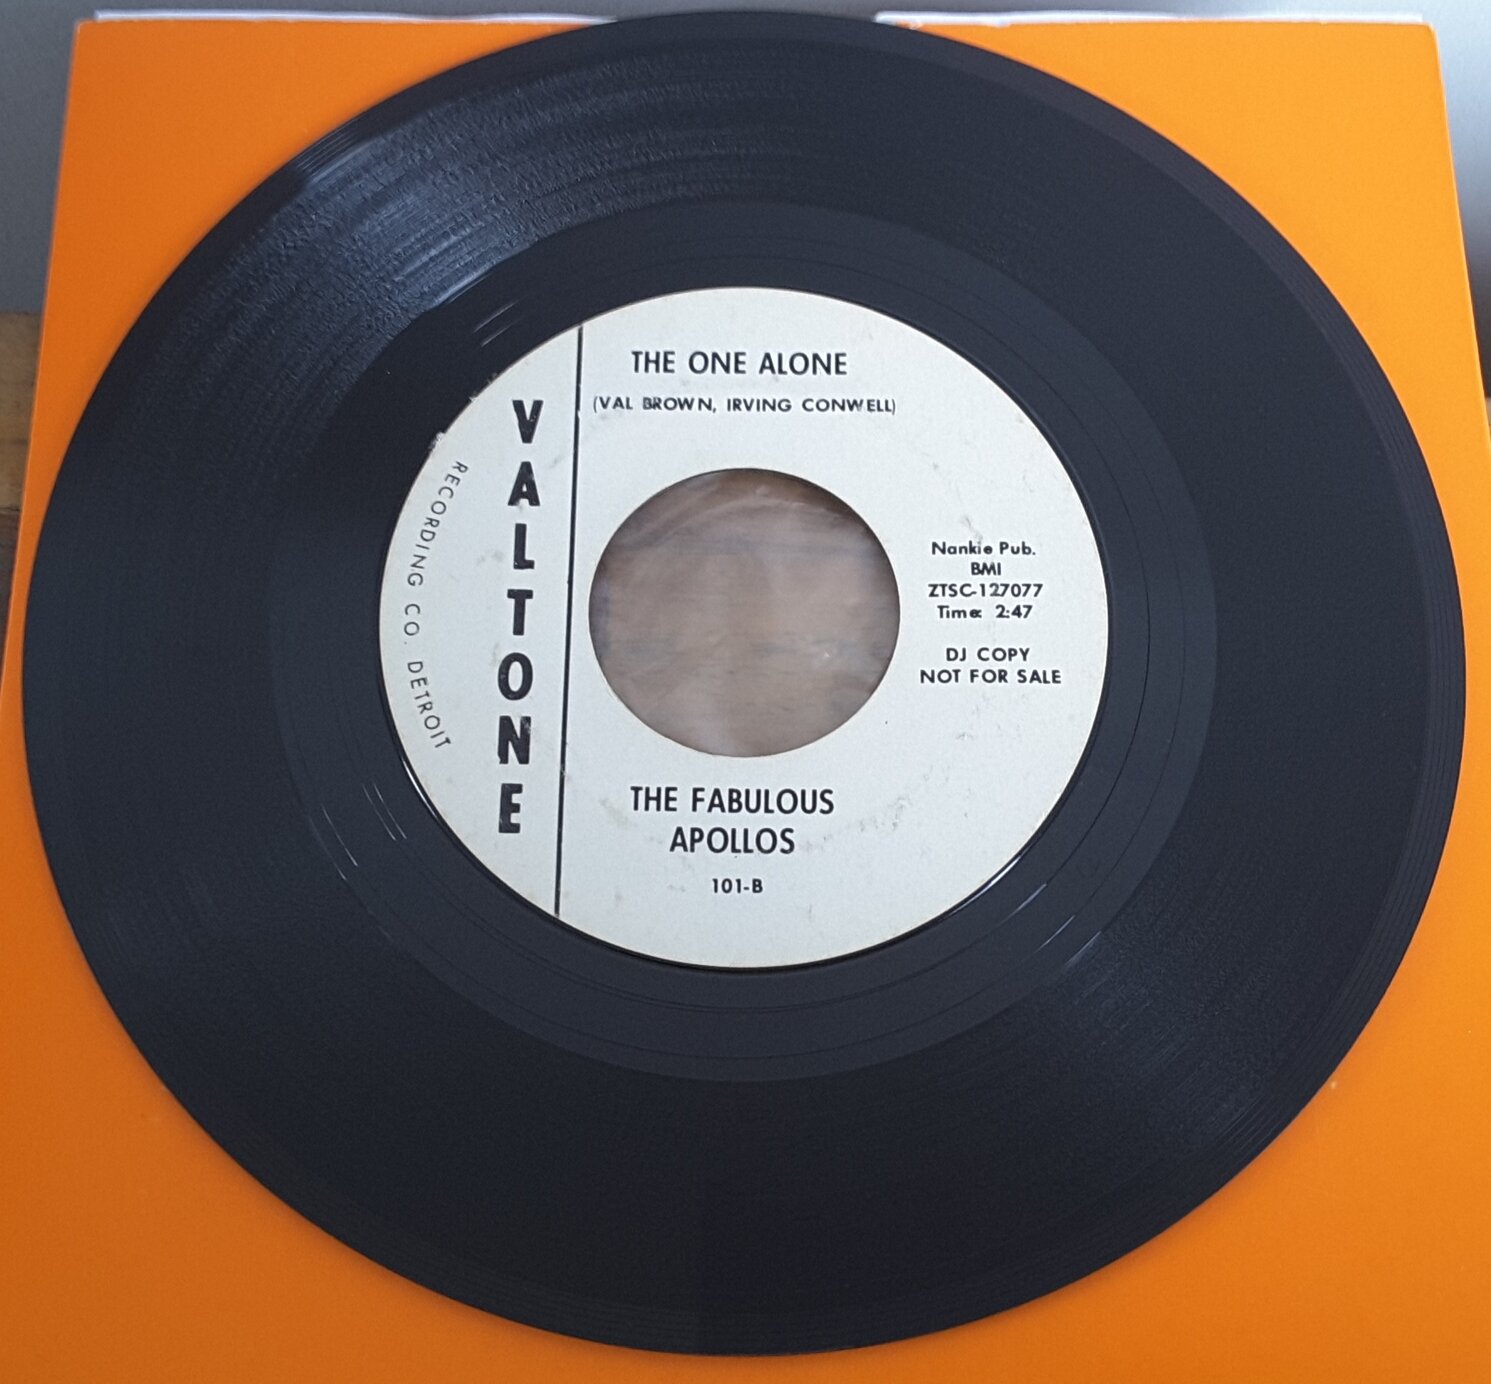 THE ONE ALONE
(VAL BROWN, IRVING CONWELL)
VALTONE
RECORDING CO. DETROIT
Nankie Pub.
BMI
ZTSC-127077
Time: 2:47
DJ COPY
NOT FOR SALE
THE FABULOUS
APOLLOS
101-B